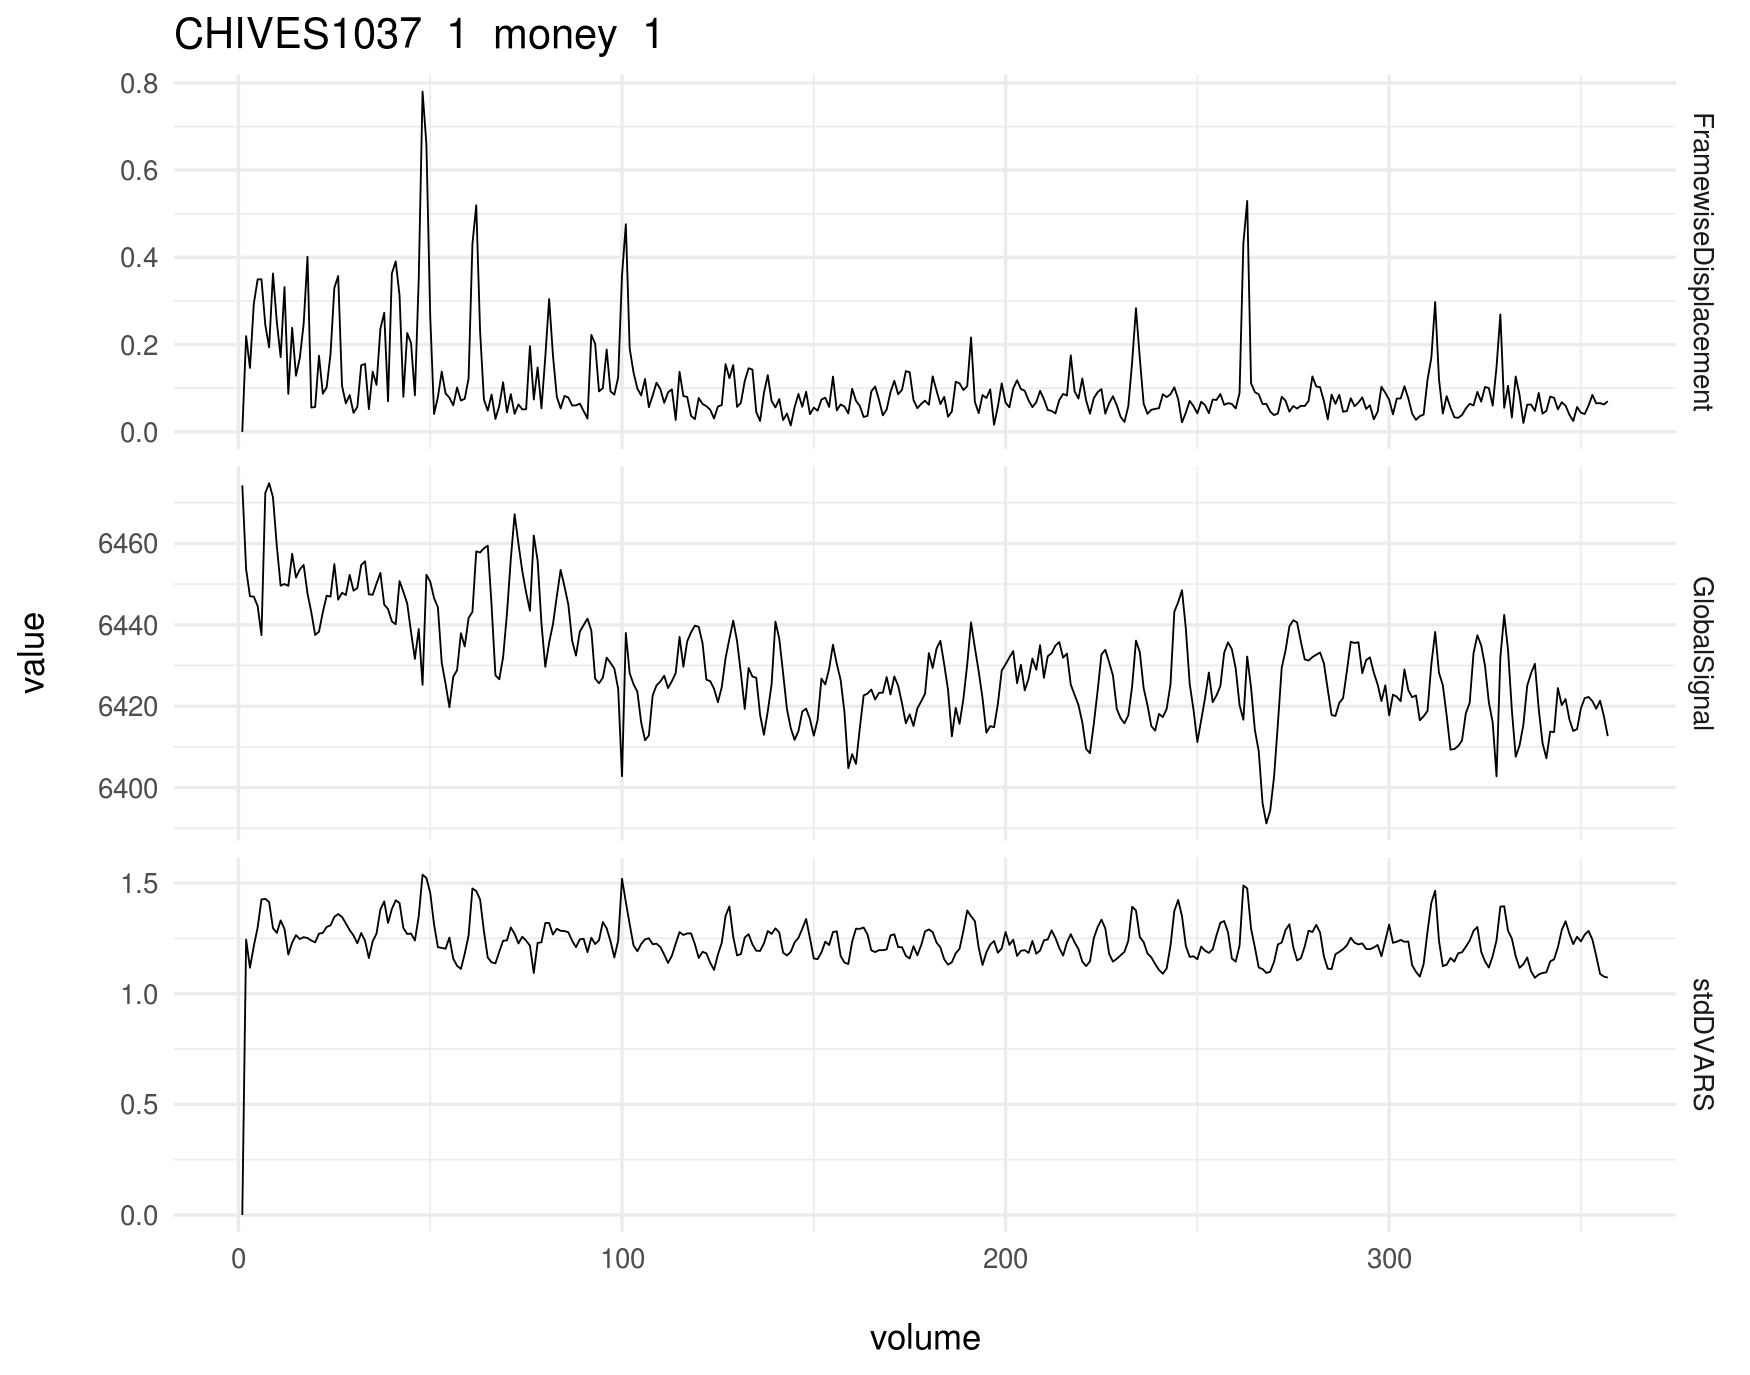 CHIVES1037 1 money 1
0.8
0.6
0.4
0.2
0.0
FramewiseDisplacement
6460
6440
6420
6400
GlobalSignal
value
1.5
1.0
0.5
0.0
stdDVARS
0 100 200 300
volume